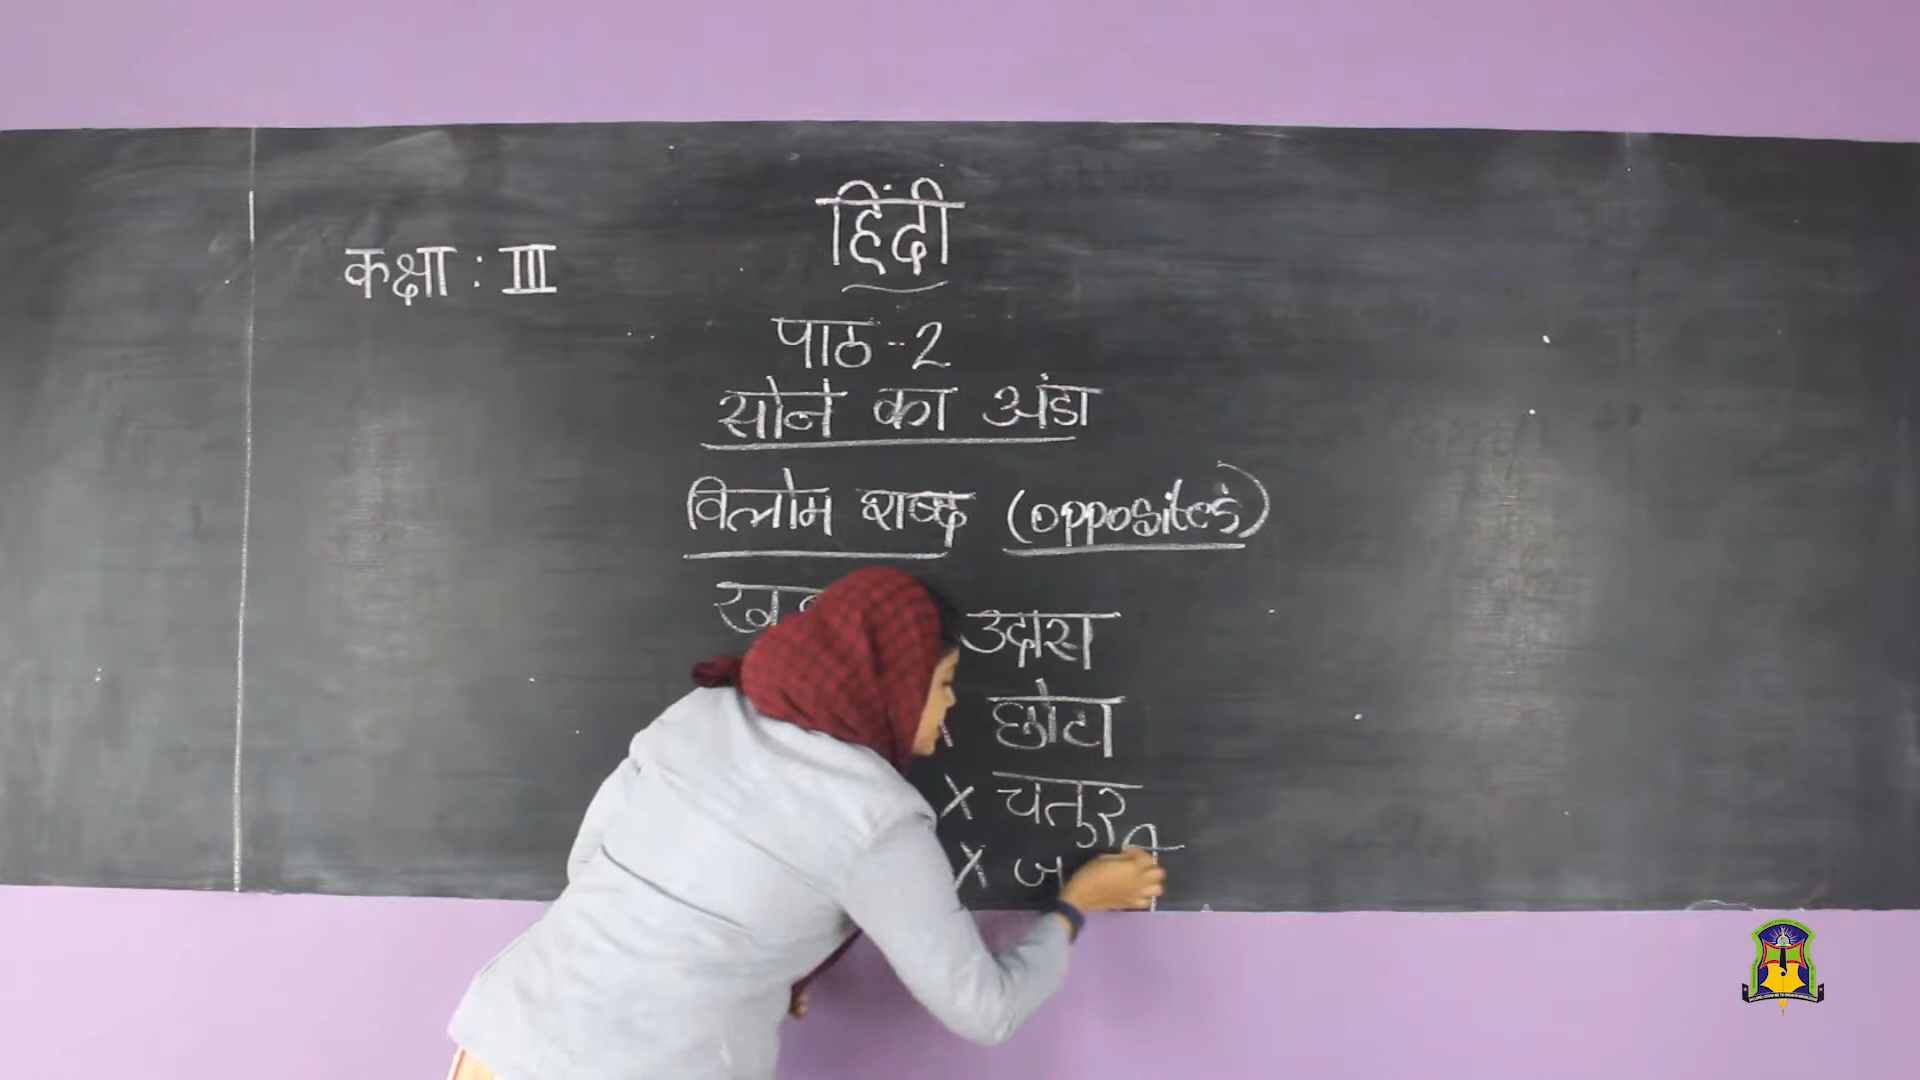 हिंदी
कक्षा : III
पाठ-2
सोने का अंडा
विलोम शब्द (opposites)
उदास
छोटा
X चतुर
X